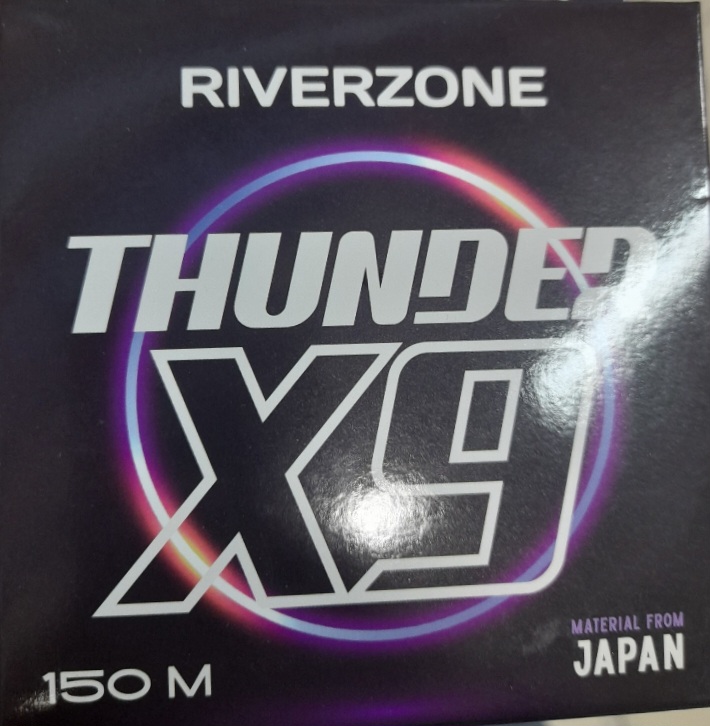 RIVERZONE
THUNDER
X9
150 M
MATERIAL FROM
JAPAN